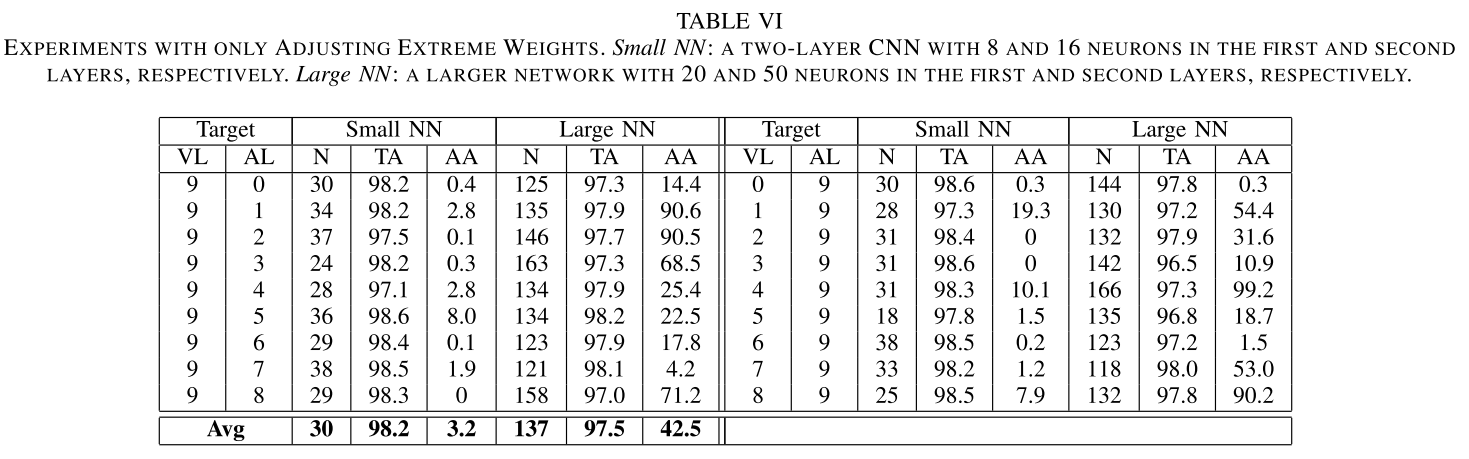 TABLE VI
EXPERIMENTS WITH ONLY ADJUSTING EXTREME WEIGHTS. Small NN: A TWO-LAYER CNN WITH 8 AND 16 NEURONS IN THE FIRST AND SECOND
LAYERS, RESPECTIVELY. Large NN: A LARGER NETWORK WITH 20 AND 50 NEURONS IN THE FIRST AND SECOND LAYERS, RESPECTIVELY.
Target Small NN Large NN Target Small NN Large NN
VL AL N TA AA N TA AA VL AL N TA AA N TA AA
9 0 30 98.2 0.4 125 97.3 14.4 0 9 30 98.6 0.3 144 97.8 0.3
9 1 34 98.2 2.8 135 97.9 90.6 1 9 28 97.3 19.3 130 97.2 54.4
9 2 37 97.5 0.1 146 97.7 90.5 2 9 31 98.4 0 132 97.9 31.6
9 3 24 98.2 0.3 163 97.3 68.5 3 9 31 98.6 0 142 96.5 10.9
9 4 28 97.1 2.8 134 97.9 25.4 4 9 31 98.3 10.1 166 97.3 99.2
9 5 36 98.6 8.0 134 98.2 22.5 5 9 18 97.8 1.5 135 96.8 18.7
9 6 29 98.4 0.1 123 97.9 17.8 6 9 38 98.5 0.2 123 97.2 1.5
9 7 38 98.5 1.9 121 98.1 4.2 7 9 33 98.2 1.2 118 98.0 53.0
9 8 29 98.3 0 158 97.0 71.2 8 9 25 98.5 7.9 132 97.8 90.2
Avg 30 98.2 3.2 137 97.5 42.5